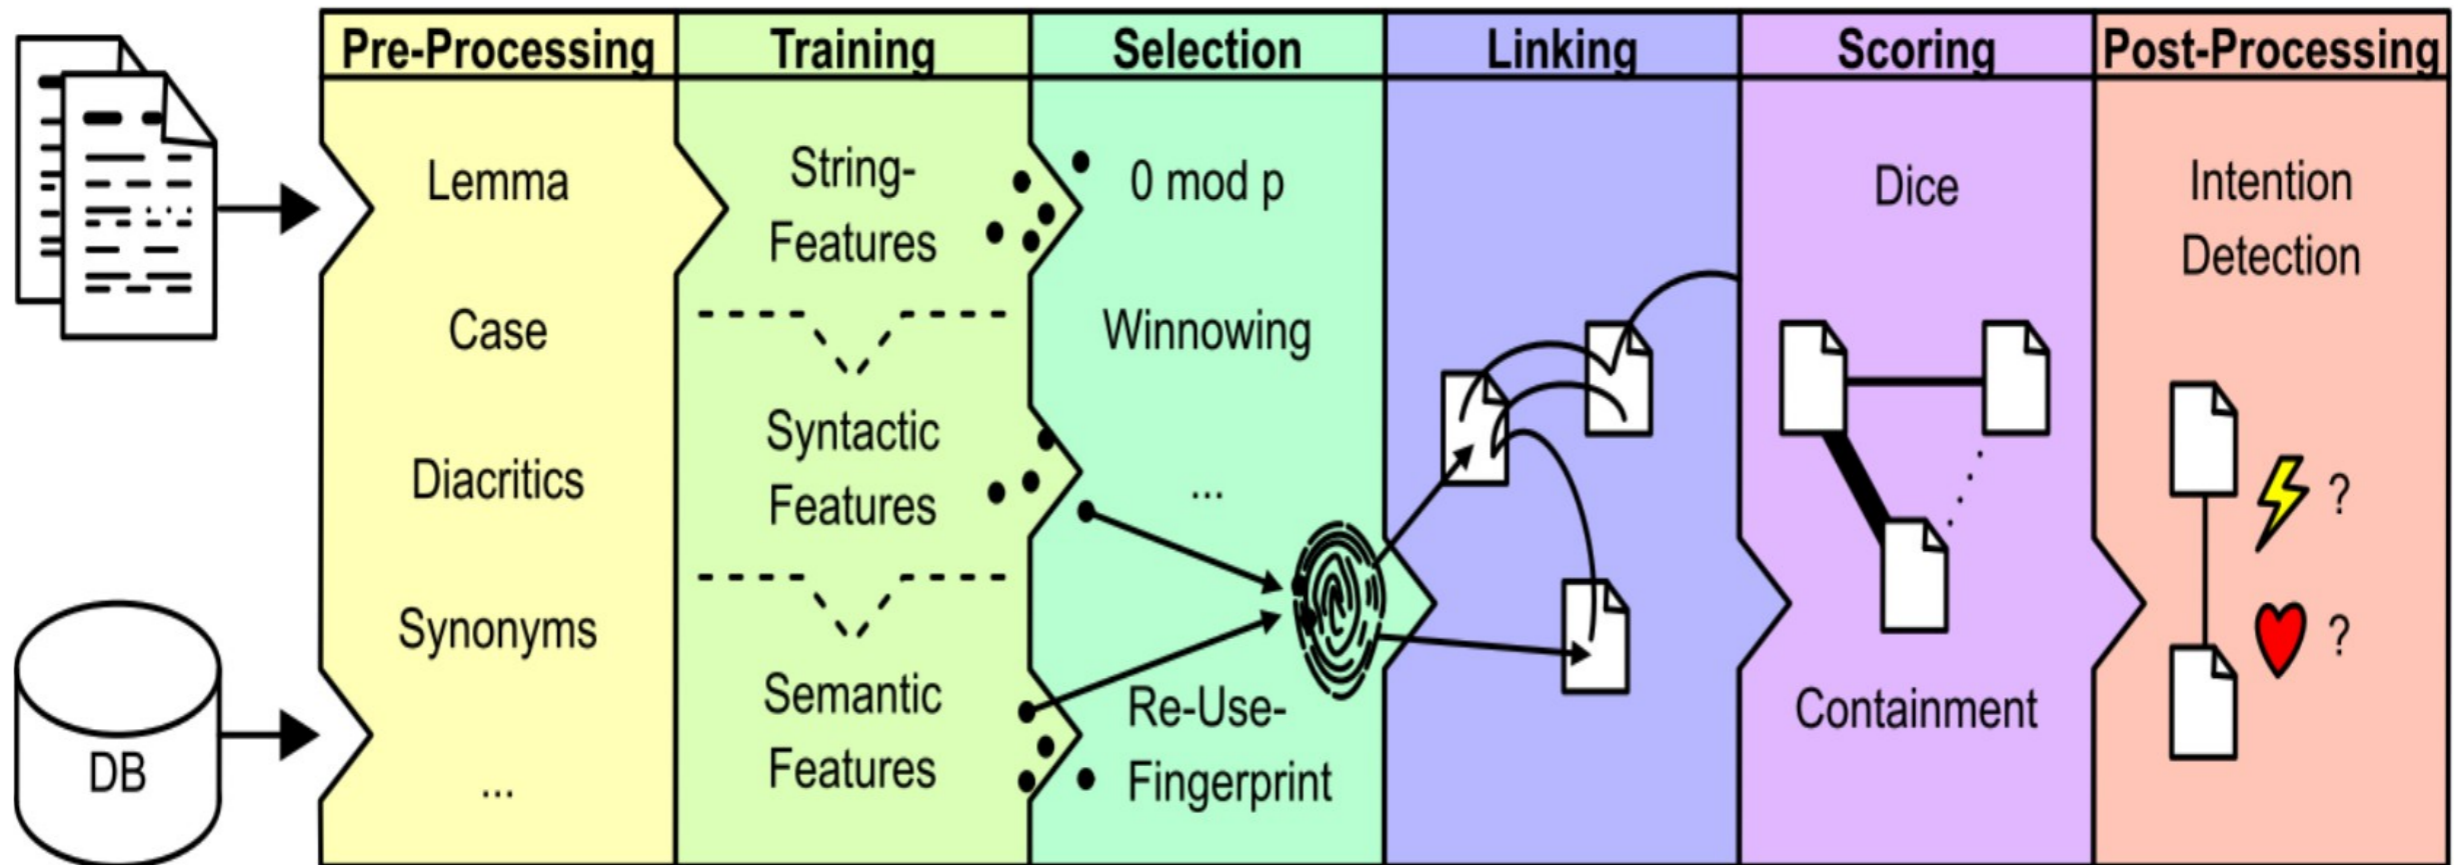 Pre-Processing
Training
Selection
Linking
Scoring
Post-Processing
Lemma
Case
Diacritics
Synonyms
...
String-
Features
Syntactic
Features
Semantic
Features
0 mod p
Winnowing
...
Re-Use-
Fingerprint
Dice
Containment
Intention
Detection
?
?
DB